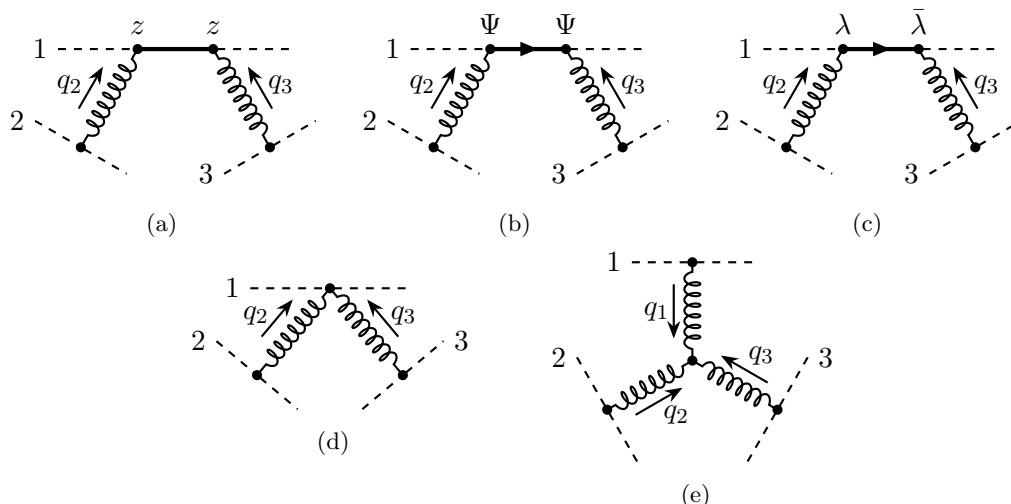 z z Ψ Ψ λ λ̄
1 1 1
q₂ q₃ q₂ q₃ q₂ q₃
2 2 2
3 3 3
(a) (b) (c)
1 1
q₂ q₃ q₁
2 3 2 3
q₃
q₂
(d)
(e)